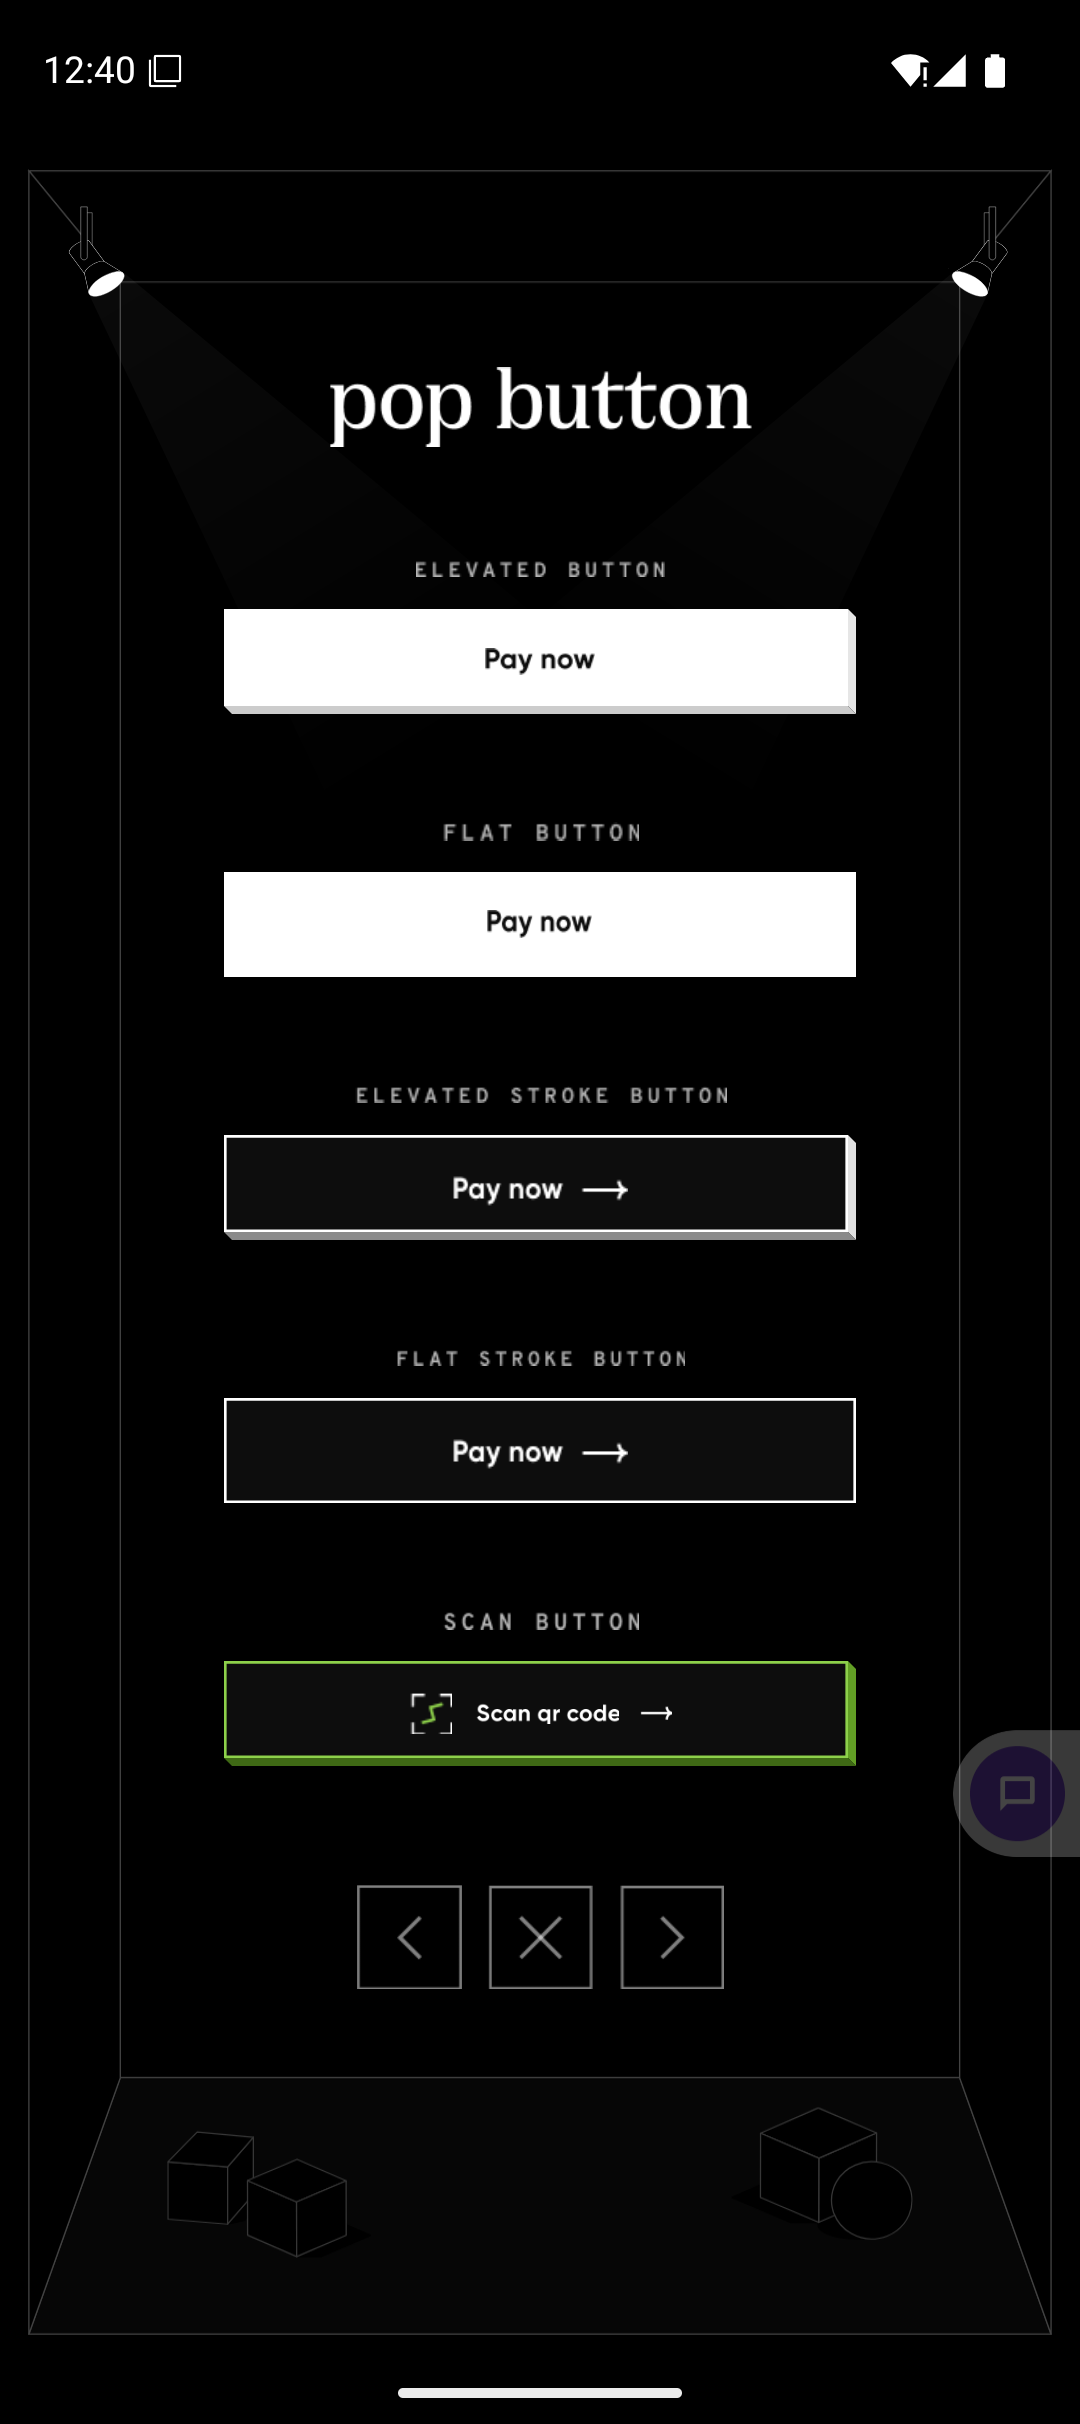 12:40
pop button
ELEVATED BUTTON
Pay now
FLAT BUTTON
Pay now
ELEVATED STROKE BUTTON
Pay now
FLAT STROKE BUTTON
Pay now
SCAN BUTTON
Scan qr code